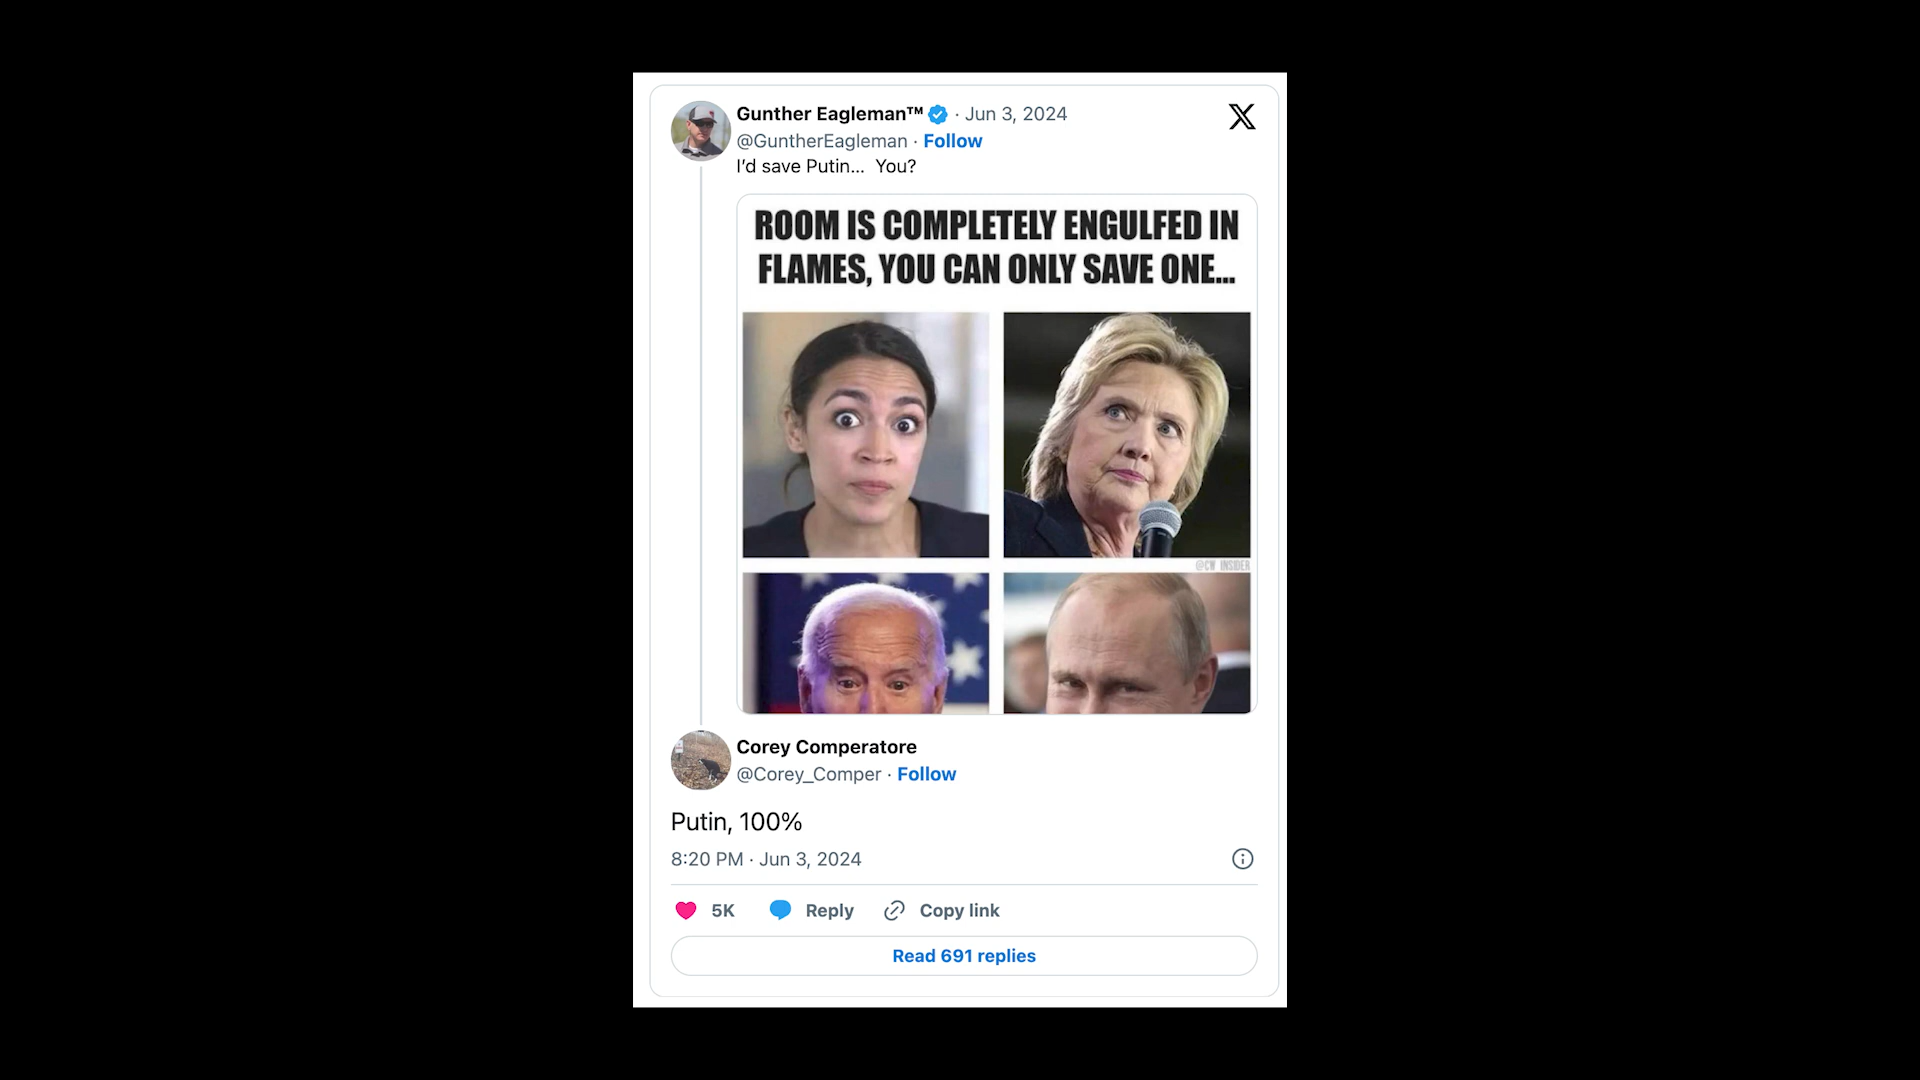 Gunther Eagleman™ · Jun 3, 2024
@GuntherEagleman · Follow
I’d save Putin... You?
ROOM IS COMPLETELY ENGULFED IN
FLAMES, YOU CAN ONLY SAVE ONE...
@CW_INSIDER
Corey Comperatore
@Corey_Comper · Follow
Putin, 100%
8:20 PM · Jun 3, 2024
5K Reply Copy link
Read 691 replies